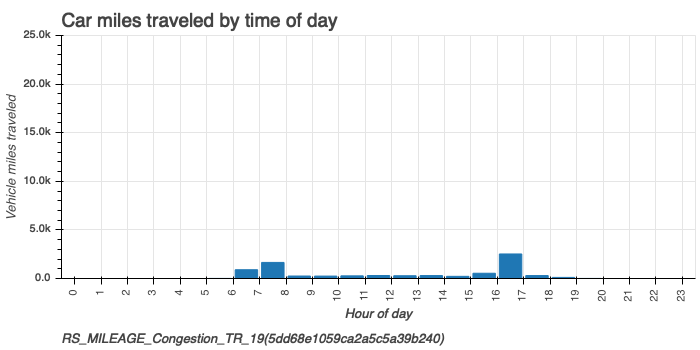 Car miles traveled by time of day
25.0k
20.0k
15.0k
10.0k
5.0k
0.0
Vehicle miles traveled
0 1 2 3 4 5 6 7 8 9 10 11 12 13 14 15 16 17 18 19 20 21 22 23
Hour of day
RS_MILEAGE_Congestion_TR_19(5dd68e1059ca2a5c5a39b240)